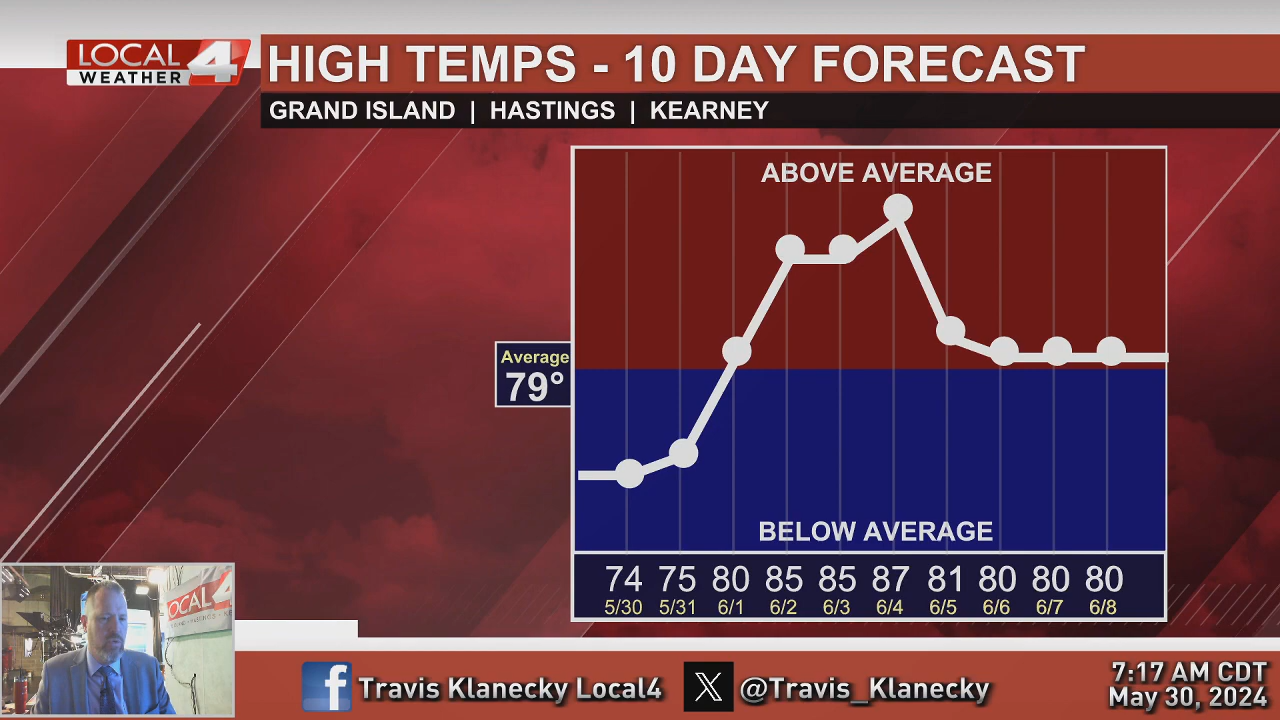 LOCAL 4
WEATHER
HIGH TEMPS - 10 DAY FORECAST
GRAND ISLAND | HASTINGS | KEARNEY
ABOVE AVERAGE
Average
79°
BELOW AVERAGE
74 75 80 85 85 87 81 80 80 80
5/30 5/31 6/1 6/2 6/3 6/4 6/5 6/6 6/7 6/8
OCAL 4
f Travis Klanecky Local4 X @Travis_Klanecky
7:17 AM CDT
May 30, 2024